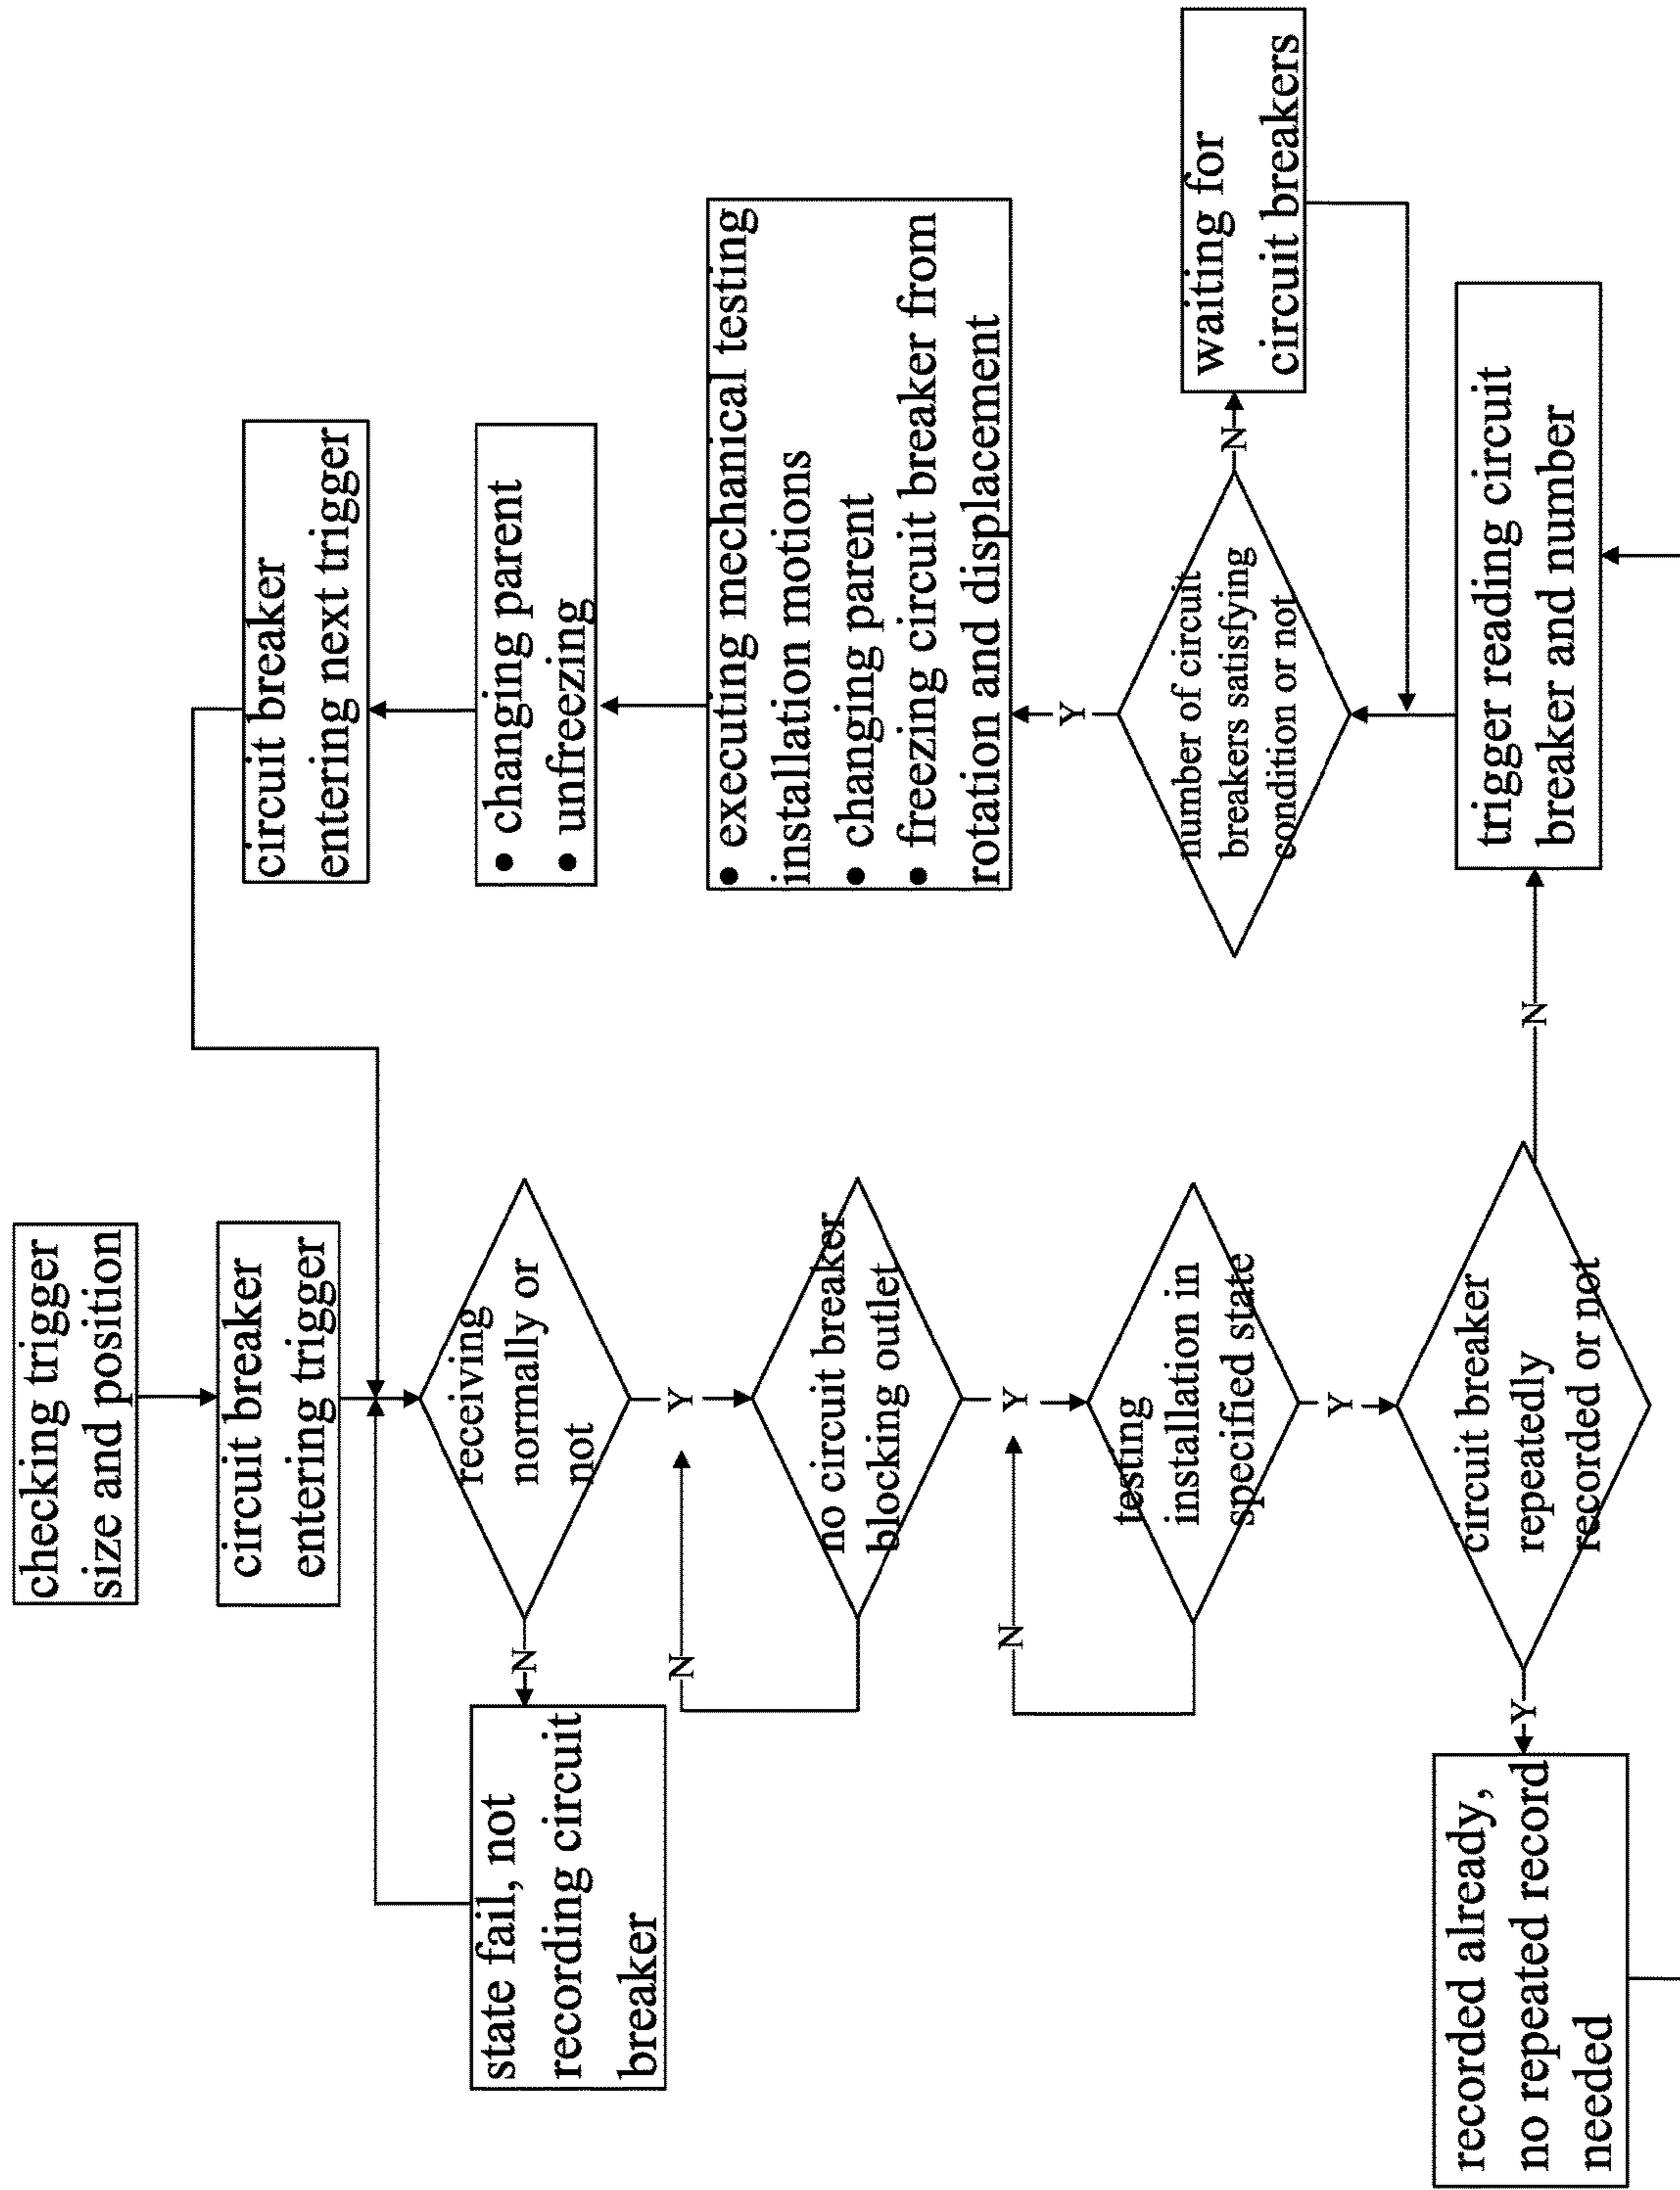 checking trigger
size and position
circuit breaker
entering trigger
receiving
normally or
not
N
state fail, not
recording circuit
breaker
Y
N
no circuit breaker
blocking outlet
Y
N
testing
installation in
specified state
Y
circuit breaker
repeatedly
recorded or not
Y
recorded already,
no repeated record
needed
N
trigger reading circuit
breaker and number
number of circuit
breakers satisfying
condition or not
N
waiting for
circuit breakers
Y
• executing mechanical testing
installation motions
• changing parent
• freezing circuit breaker from
rotation and displacement
• changing parent
• unfreezing
circuit breaker
entering next trigger